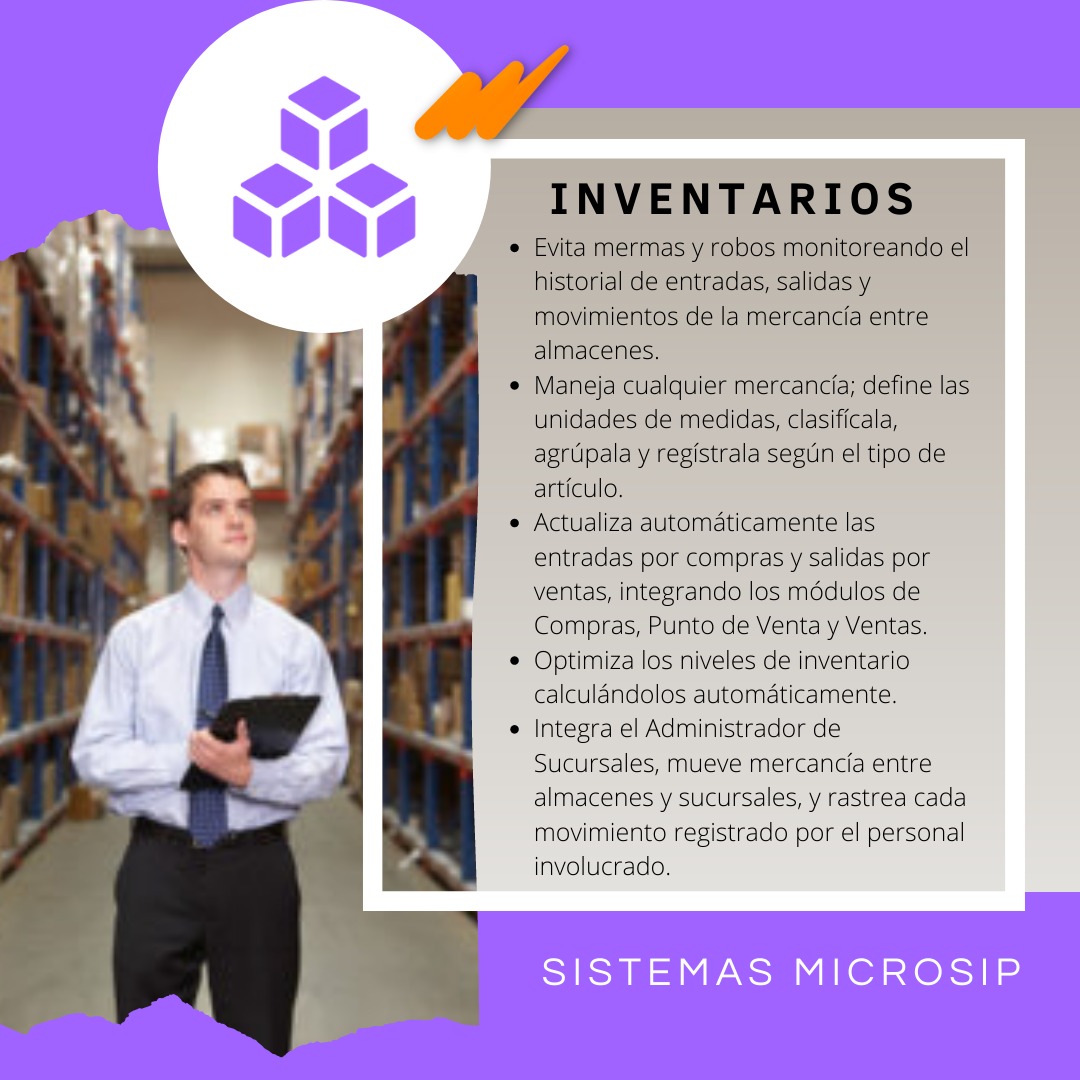 INVENTARIOS
• Evita mermas y robos monitoreando el
historial de entradas, salidas y
movimientos de la mercancía entre
almacenes.
• Maneja cualquier mercancía; define las
unidades de medidas, clasifícala,
agrúpala y regístrala según el tipo de
artículo.
• Actualiza automáticamente las
entradas por compras y salidas por
ventas, integrando los módulos de
Compras, Punto de Venta y Ventas.
• Optimiza los niveles de inventario
calculándolos automáticamente.
• Integra el Administrador de
Sucursales, mueve mercancía entre
almacenes y sucursales, y rastrea cada
movimiento registrado por el personal
involucrado.
SISTEMAS MICROSIP